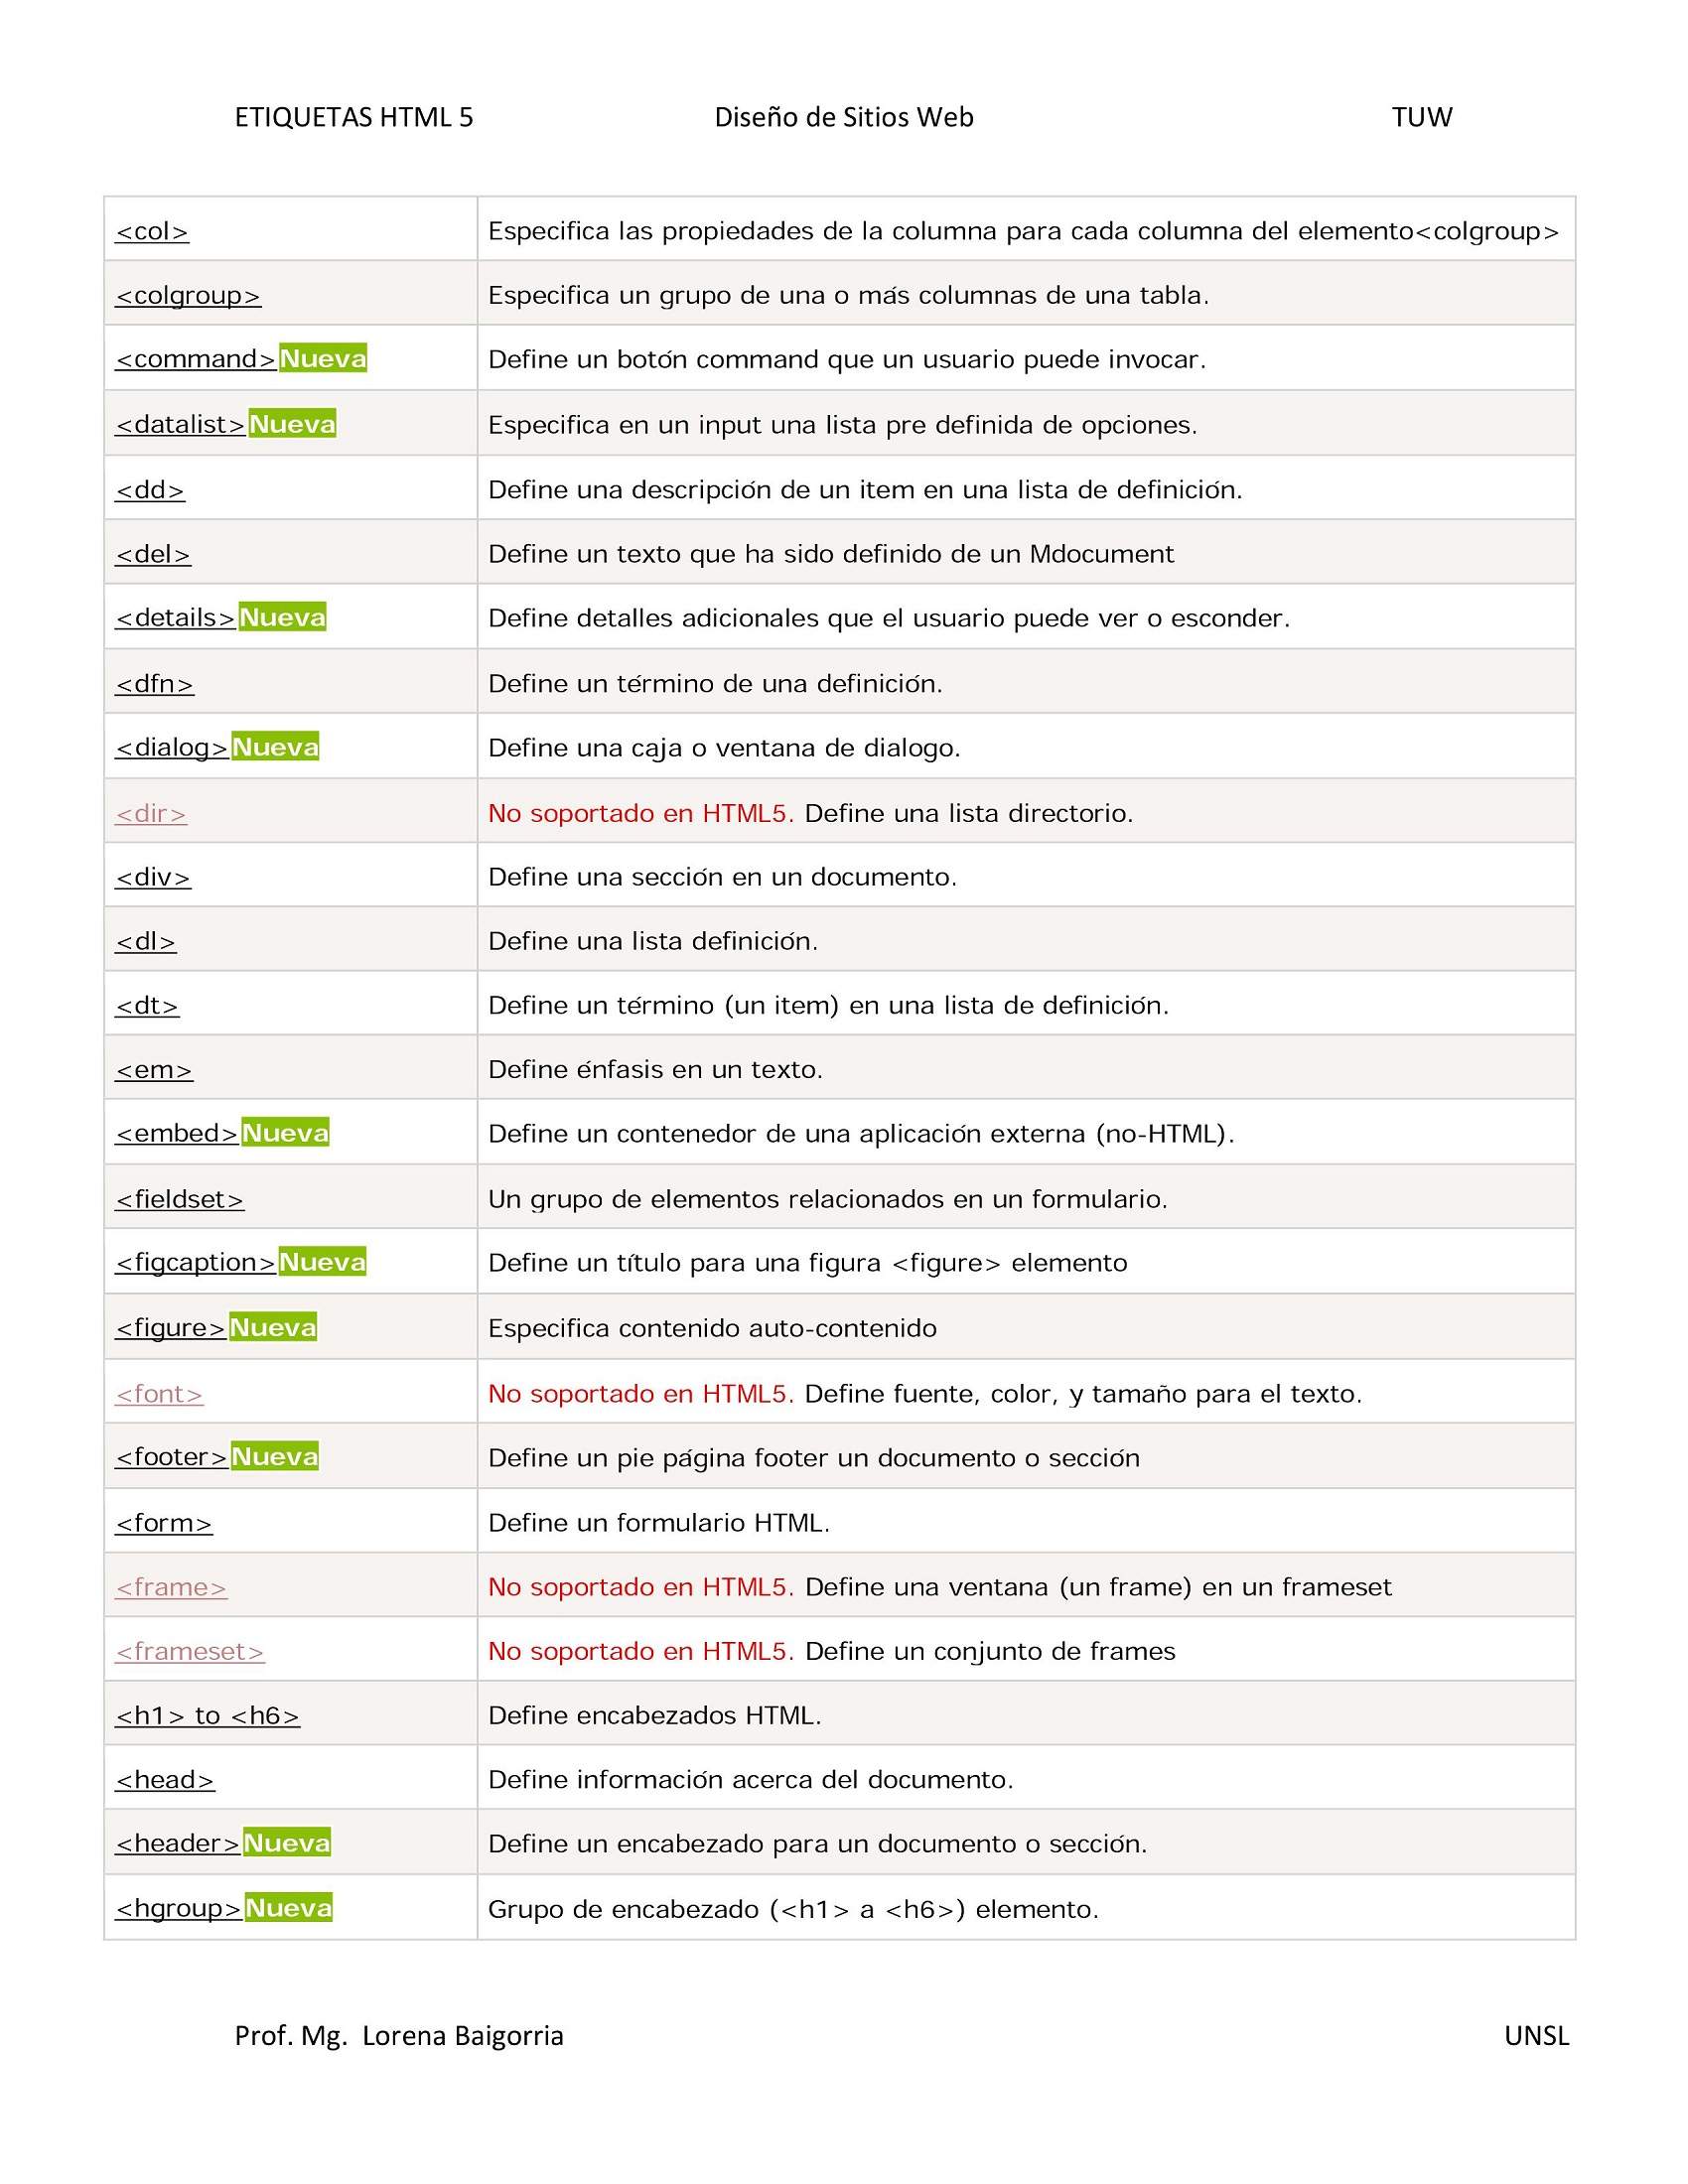 ETIQUETAS HTML 5 Diseño de Sitios Web TUW
<col> Especifica las propiedades de la columna para cada columna del elemento<colgroup>
<colgroup> Especifica un grupo de una o más columnas de una tabla.
<command>Nueva Define un botón command que un usuario puede invocar.
<datalist>Nueva Especifica en un input una lista pre definida de opciones.
<dd> Define una descripción de un item en una lista de definición.
<del> Define un texto que ha sido definido de un Mdocument
<details>Nueva Define detalles adicionales que el usuario puede ver o esconder.
<dfn> Define un término de una definición.
<dialog>Nueva Define una caja o ventana de dialogo.
<dir> No soportado en HTML5. Define una lista directorio.
<div> Define una sección en un documento.
<dl> Define una lista definición.
<dt> Define un término (un item) en una lista de definición.
<em> Define énfasis en un texto.
<embed>Nueva Define un contenedor de una aplicación externa (no-HTML).
<fieldset> Un grupo de elementos relacionados en un formulario.
<figcaption>Nueva Define un título para una figura <figure> elemento
<figure>Nueva Especifica contenido auto-contenido
<font> No soportado en HTML5. Define fuente, color, y tamaño para el texto.
<footer>Nueva Define un pie página footer un documento o sección
<form> Define un formulario HTML.
<frame> No soportado en HTML5. Define una ventana (un frame) en un frameset
<frameset> No soportado en HTML5. Define un conjunto de frames
<h1> to <h6> Define encabezados HTML.
<head> Define información acerca del documento.
<header>Nueva Define un encabezado para un documento o sección.
<hgroup>Nueva Grupo de encabezado (<h1> a <h6>) elemento.
Prof. Mg. Lorena Baigorria UNSL